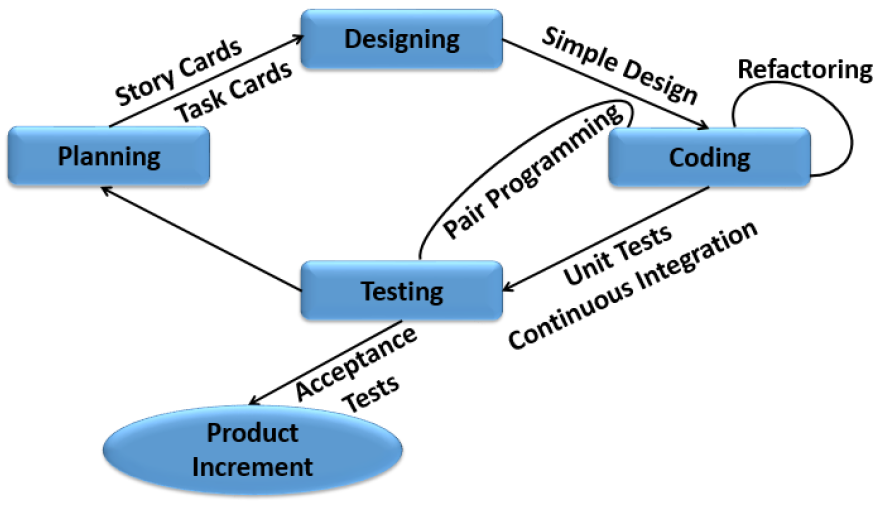 Designing
Story Cards
Task Cards
Simple Design
Refactoring
Planning
Pair Programming
Coding
Unit Tests
Continuous Integration
Testing
Acceptance
Tests
Product
Increment